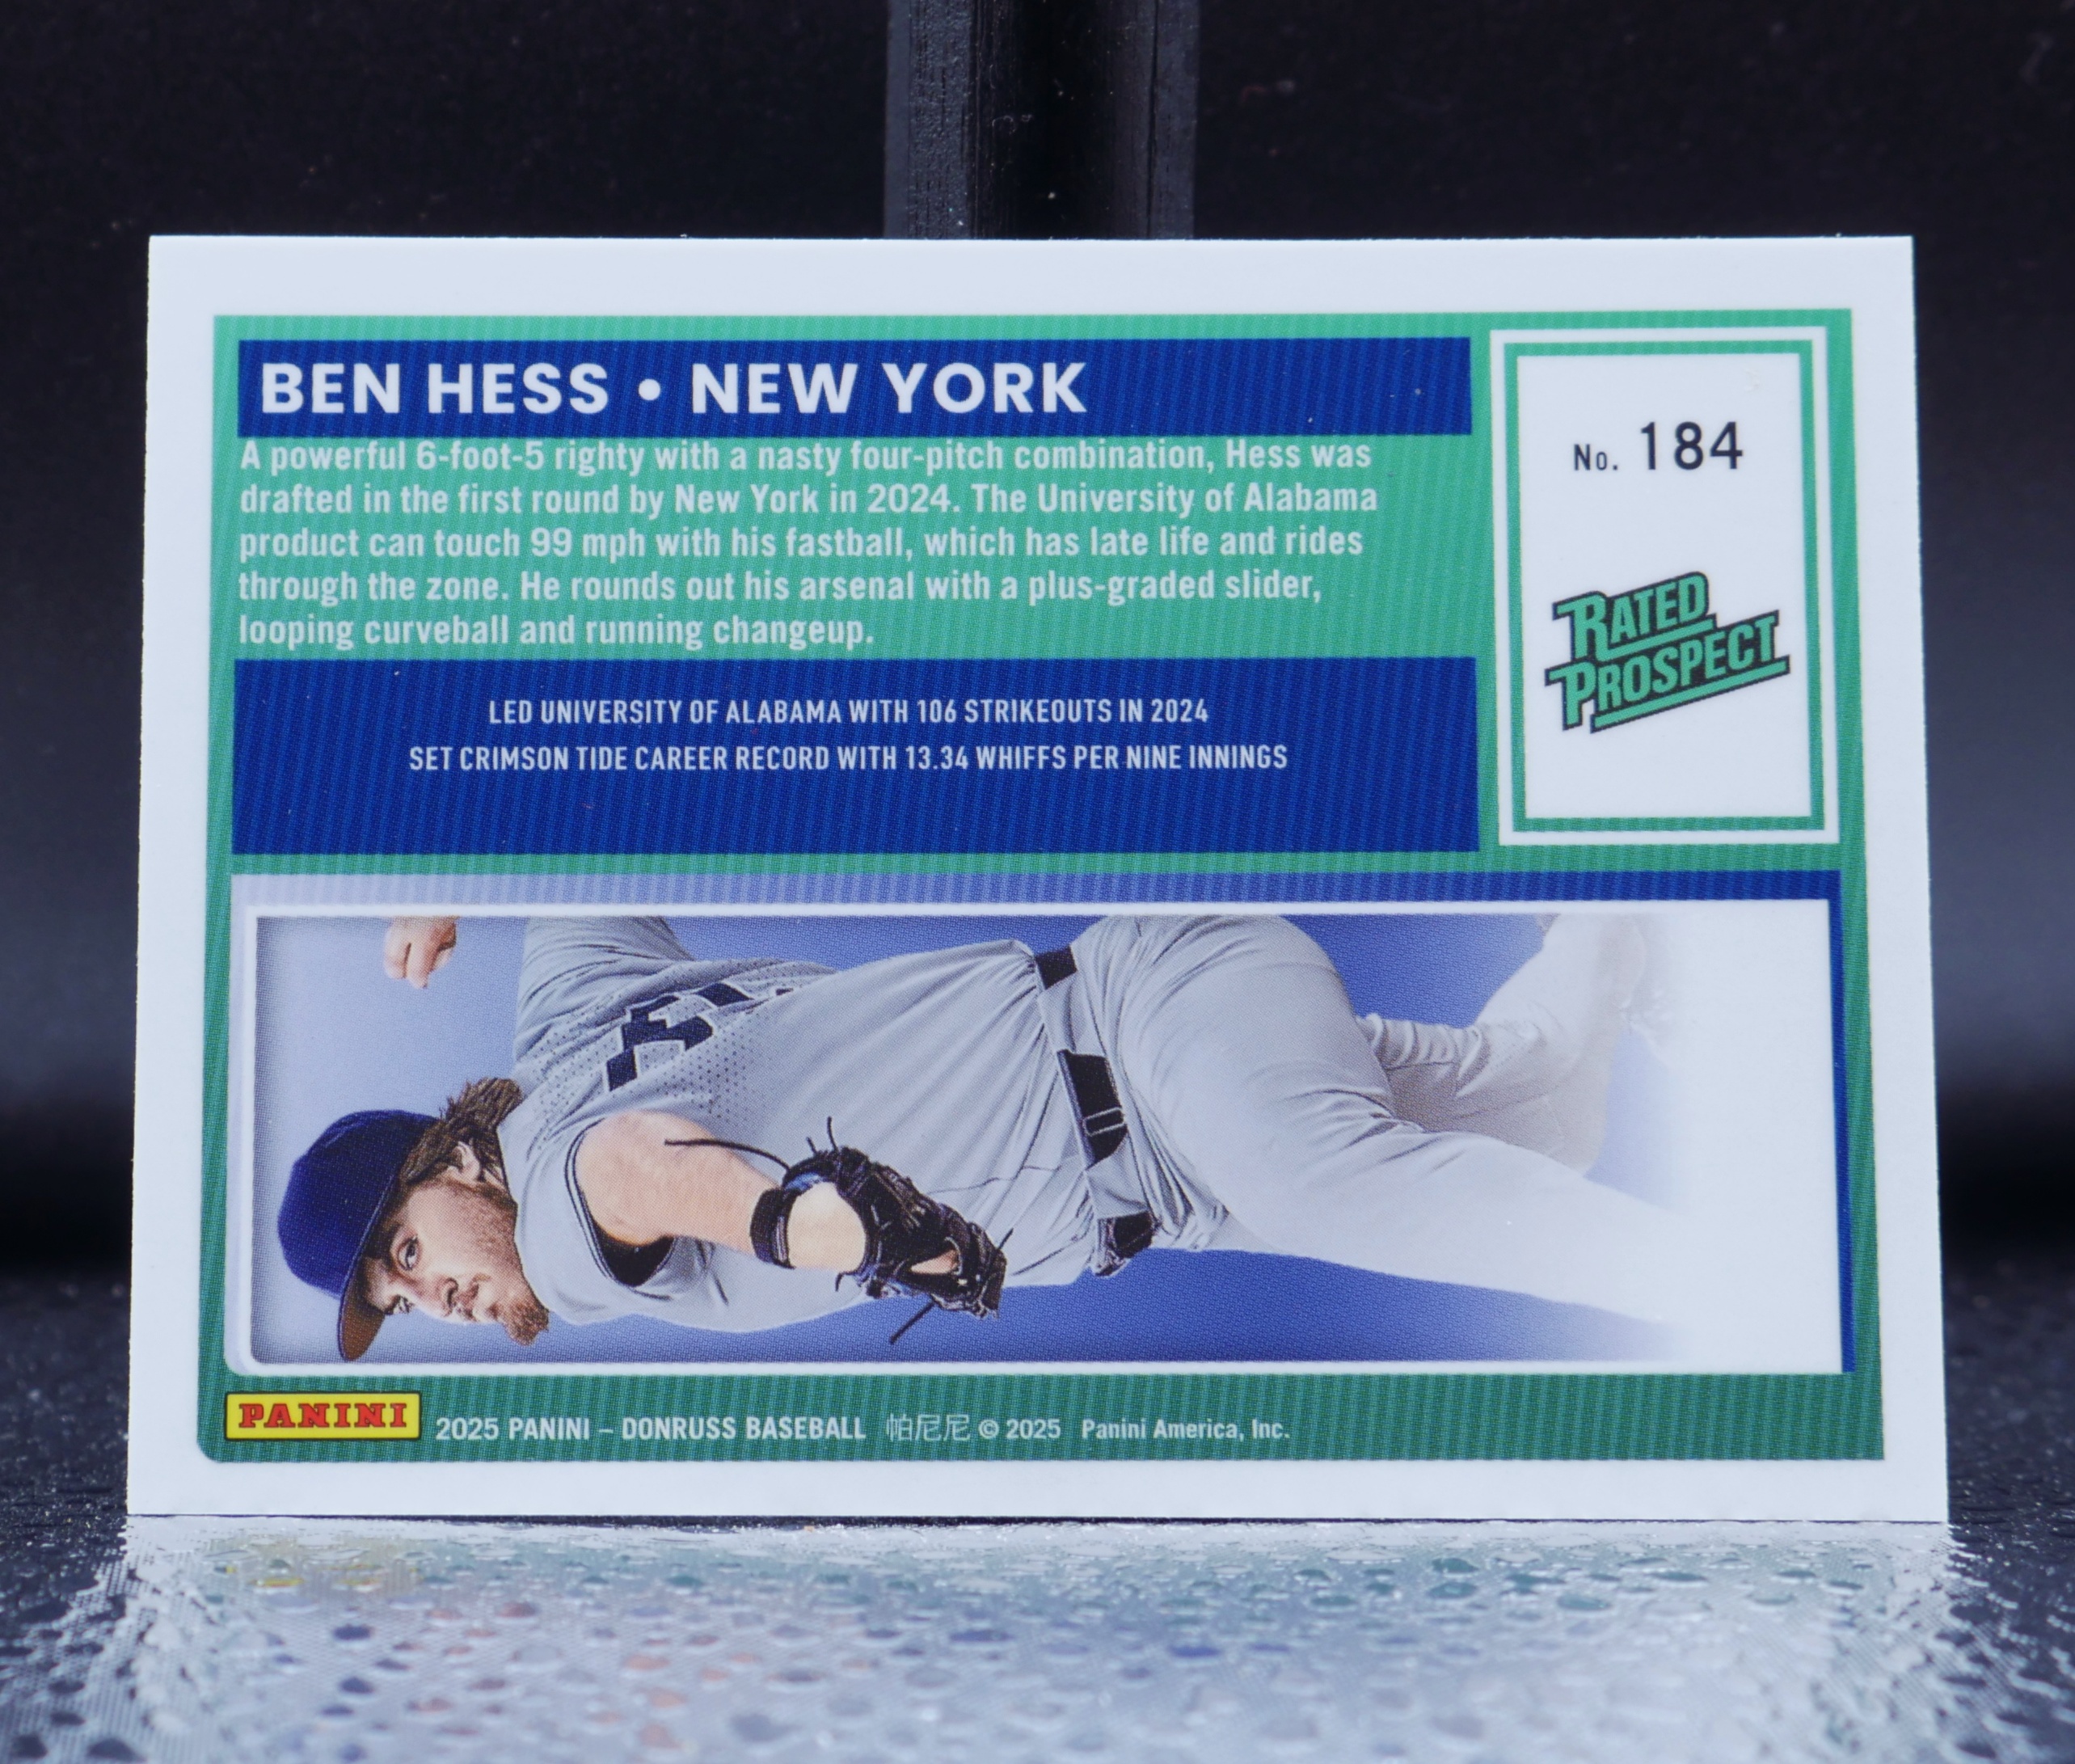 BEN HESS • NEW YORK
A powerful 6-foot-5 righty with a nasty four-pitch combination, Hess was
drafted in the first round by New York in 2024. The University of Alabama
product can touch 99 mph with his fastball, which has late life and rides
through the zone. He rounds out his arsenal with a plus-graded slider,
looping curveball and running changeup.
LED UNIVERSITY OF ALABAMA WITH 106 STRIKEOUTS IN 2024
SET CRIMSON TIDE CAREER RECORD WITH 13.34 WHIFFS PER NINE INNINGS
No. 184
RATED
PROSPECT
PANINI 2025 PANINI – DONRUSS BASEBALL 帕尼尼 © 2025 Panini America, Inc.